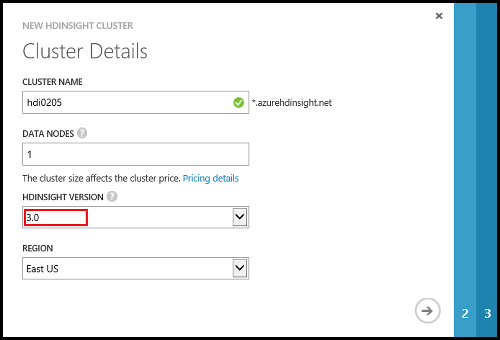 NEW HDINSIGHT CLUSTER
Cluster Details
CLUSTER NAME
hdi0205 *.azurehdinsight.net
DATA NODES ?
1
The cluster size affects the cluster price. Pricing details
HDINSIGHT VERSION ?
3.0
REGION
East US
2 3